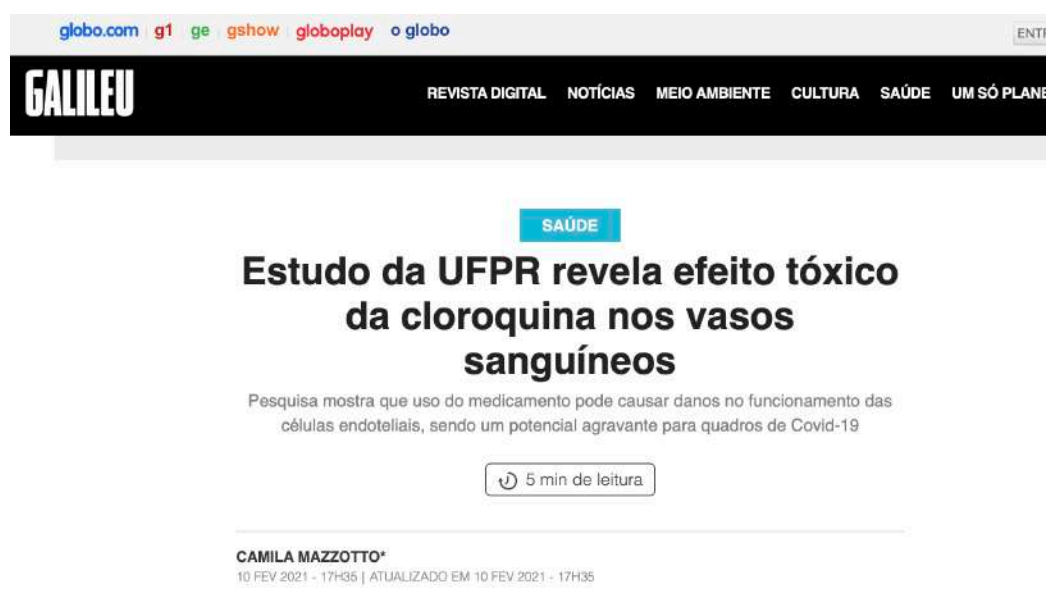 globo.com g1 ge gshow globoplay o globo
GALILEU REVISTA DIGITAL NOTÍCIAS MEIO AMBIENTE CULTURA SAÚDE UM SÓ
SAÚDE
Estudo da UFPR revela efeito tóxico
da cloroquina nos vasos
sanguíneos
Pesquisa mostra que uso do medicamento pode causar danos no funcionamento das
células endoteliais, sendo um potencial agravante para quadros de Covid-19
5 min de leitura
CAMILA MAZZOTTO*
10 FEV 2021 - 17H35 | ATUALIZADO EM 10 FEV 2021 - 17H35